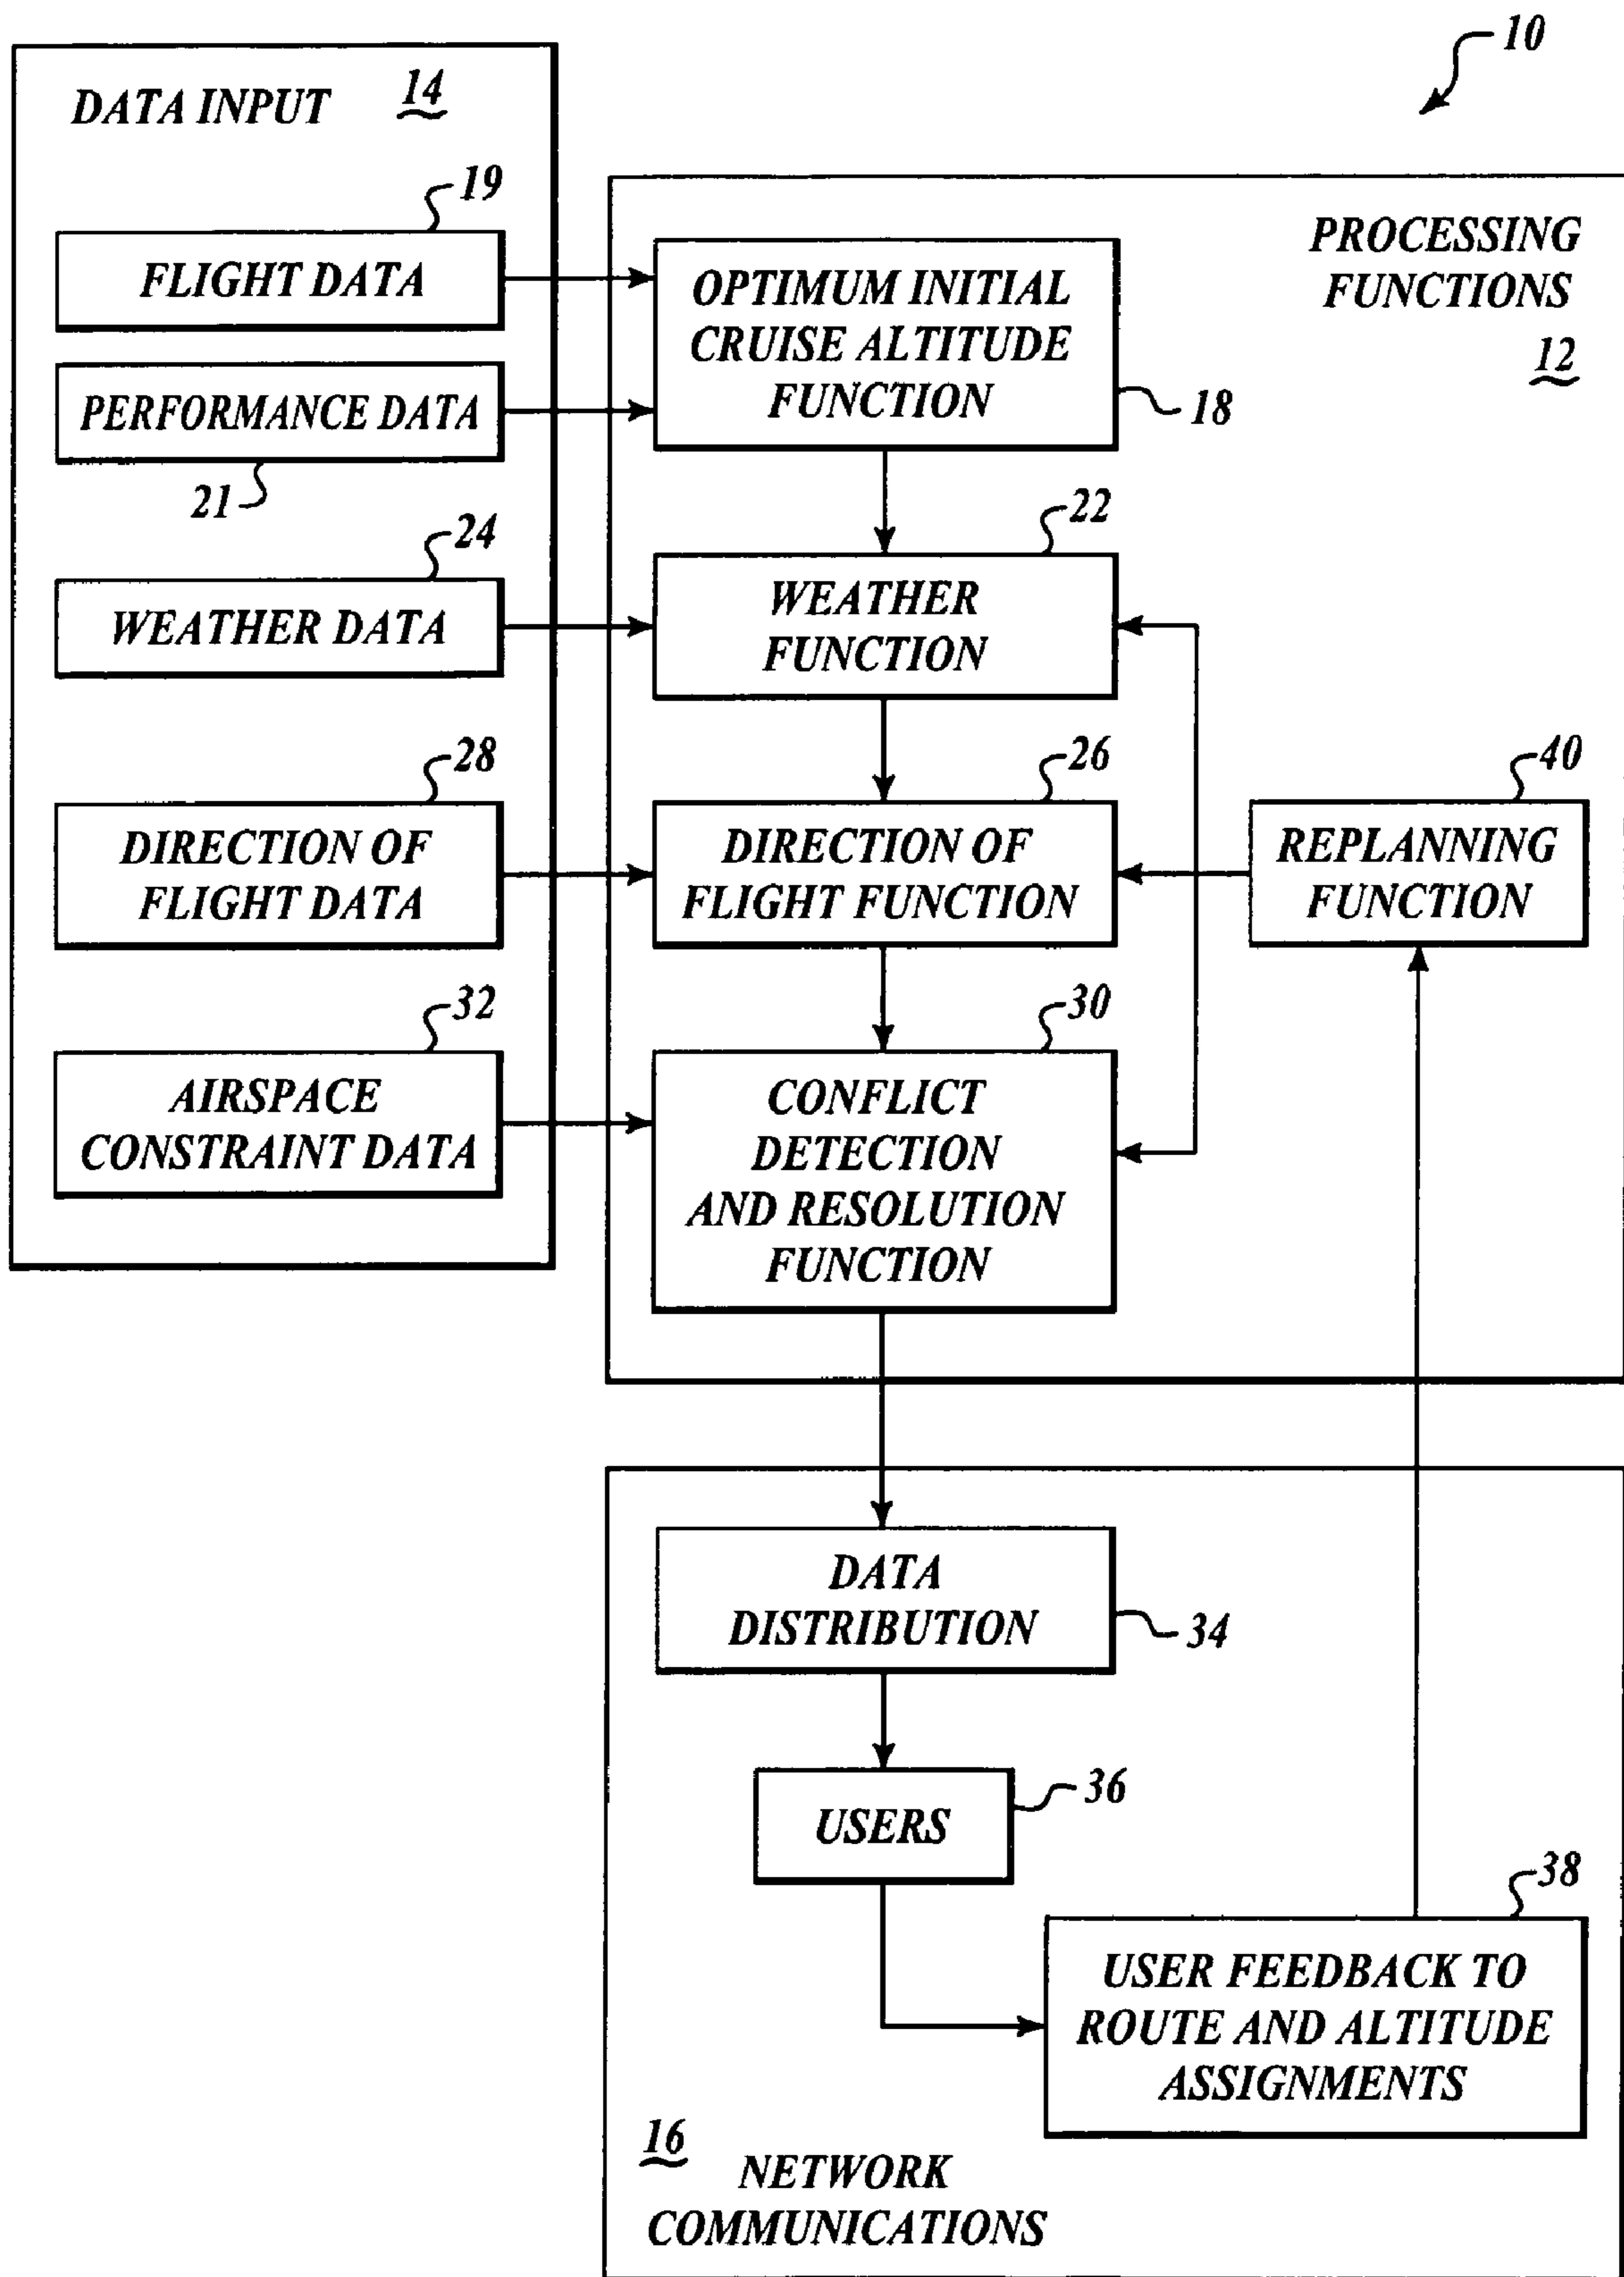 10
DATA INPUT 14
19
FLIGHT DATA
PERFORMANCE DATA
21
24
WEATHER DATA
28
DIRECTION OF
FLIGHT DATA
32
AIRSPACE
CONSTRAINT DATA
PROCESSING
FUNCTIONS
12
OPTIMUM INITIAL
CRUISE ALTITUDE
FUNCTION
18
22
WEATHER
FUNCTION
26
DIRECTION OF
FLIGHT FUNCTION
40
REPLANNING
FUNCTION
30
CONFLICT
DETECTION
AND RESOLUTION
FUNCTION
DATA
DISTRIBUTION
34
USERS
36
38
USER FEEDBACK TO
ROUTE AND ALTITUDE
ASSIGNMENTS
16
NETWORK
COMMUNICATIONS